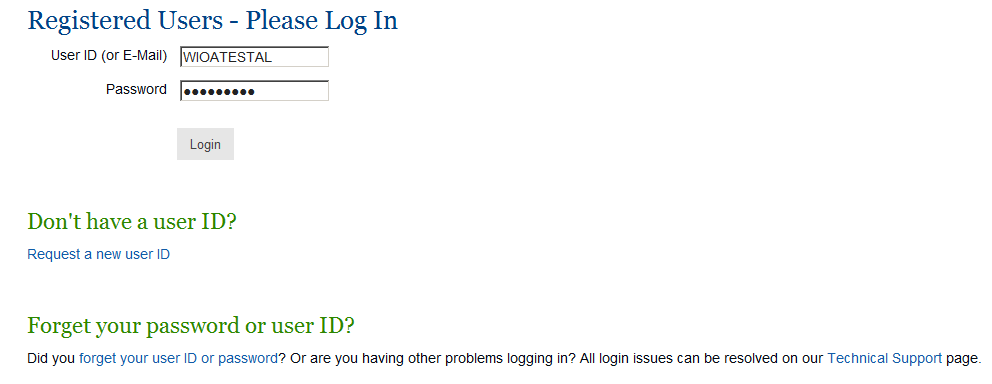 Registered Users - Please Log In
User ID (or E-Mail) WIOATESTAL
Password ●●●●●●●●●
Login
Don't have a user ID?
Request a new user ID
Forget your password or user ID?
Did you forget your user ID or password? Or are you having other problems logging in? All login issues can be resolved on our Technical Support page.